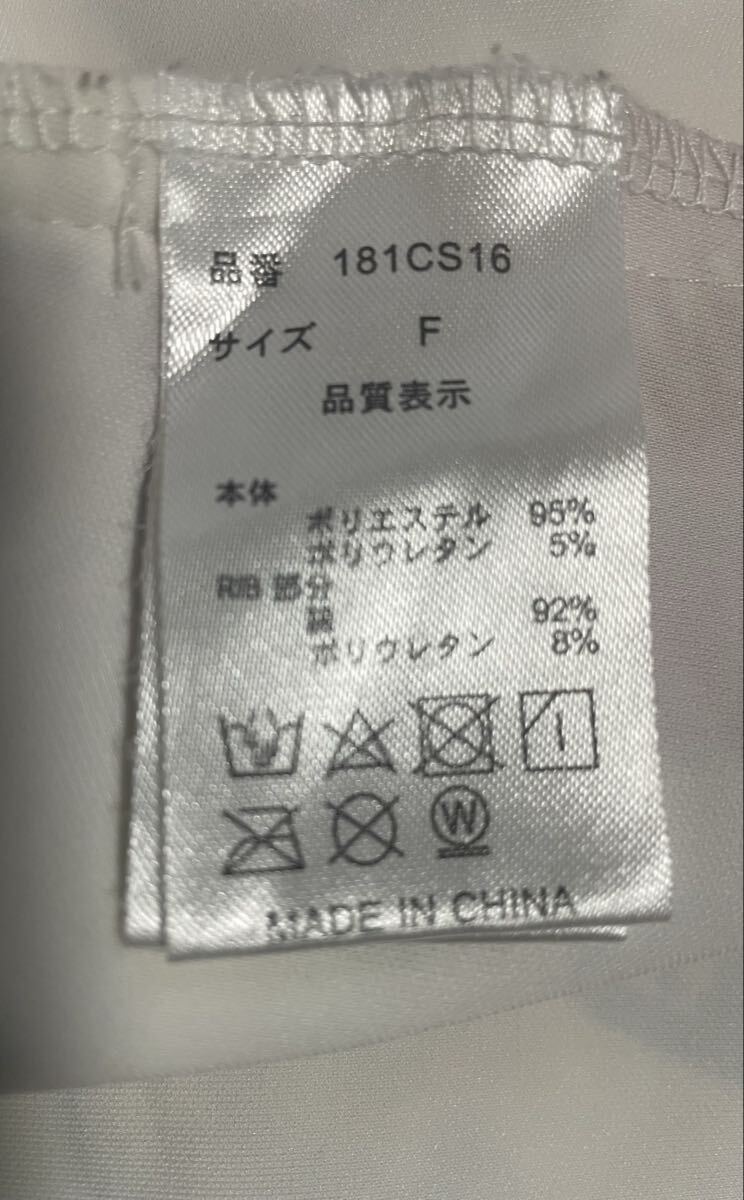 品番 181CS16
サイズ F
品質表示
本体
ポリエステル 95%
ポリウレタン 5%
RIB 部分
綿 92%
ポリウレタン 8%
W
MADE IN CHINA